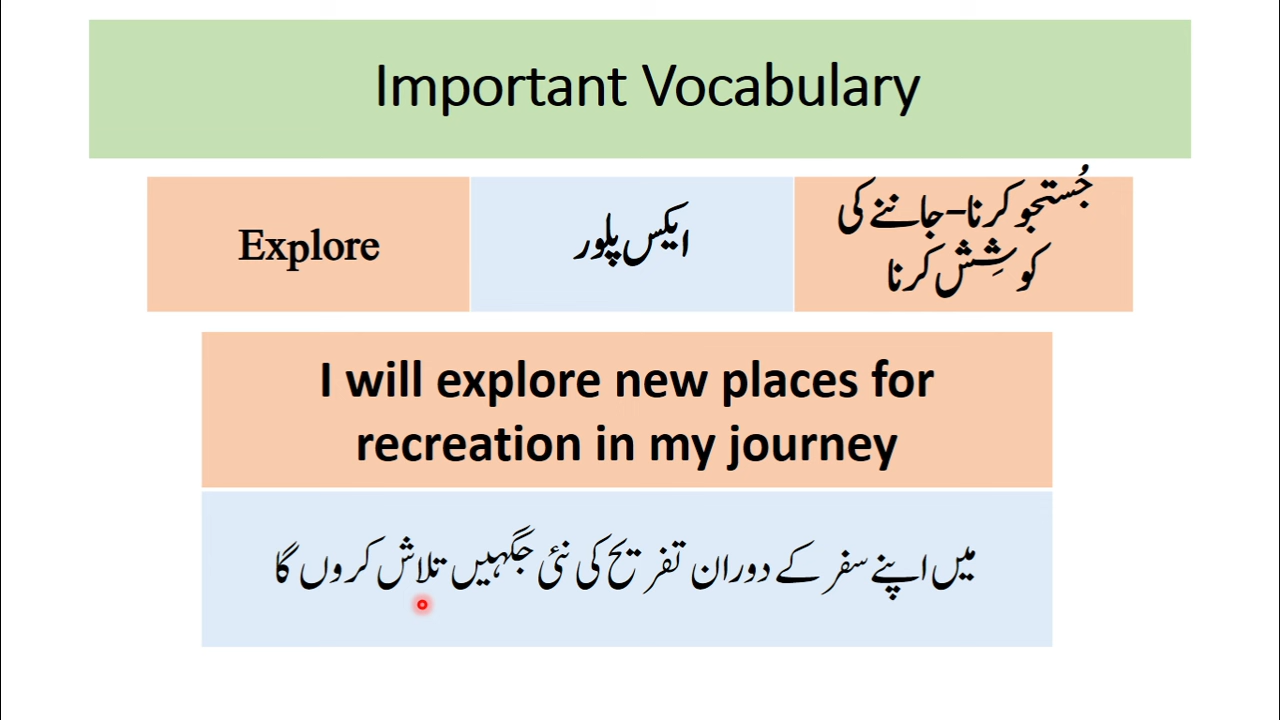 Important Vocabulary
Explore
ایکس پلور
جُستجو کرنا-جاننے کی
کوشِش کرنا
I will explore new places for
recreation in my journey
میں اپنے سفر کے دوران تفریح کی نئی جگہیں تلاش کروں گا